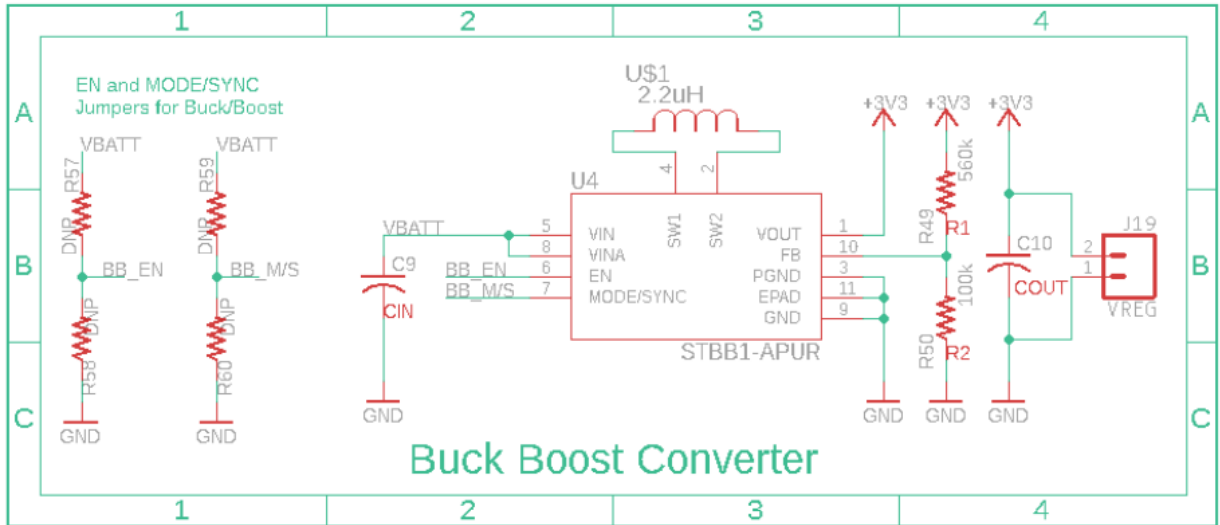 1 2 3 4
A A
B B
C C
EN and MODE/SYNC
Jumpers for Buck/Boost
VBATT
R57
DNP
BB_EN
DNP
R58
GND
VBATT
R59
DNP
BB_M/S
DNP
R60
GND
VBATT
C9
CIN
GND
BB_EN
BB_M/S
U$1
2.2uH
4 2
U4
SW1 SW2
5 VIN
8 VINA
6 EN
7 MODE/SYNC
VOUT 1
FB 10
PGND 3
EPAD 11
GND 9
STBB1-APUR
+3V3
GND
+3V3
560k
R49
R1
100k
R50
R2
GND
+3V3
C10
COUT
GND
J19
2
1
VREG
Buck Boost Converter
1 2 3 4